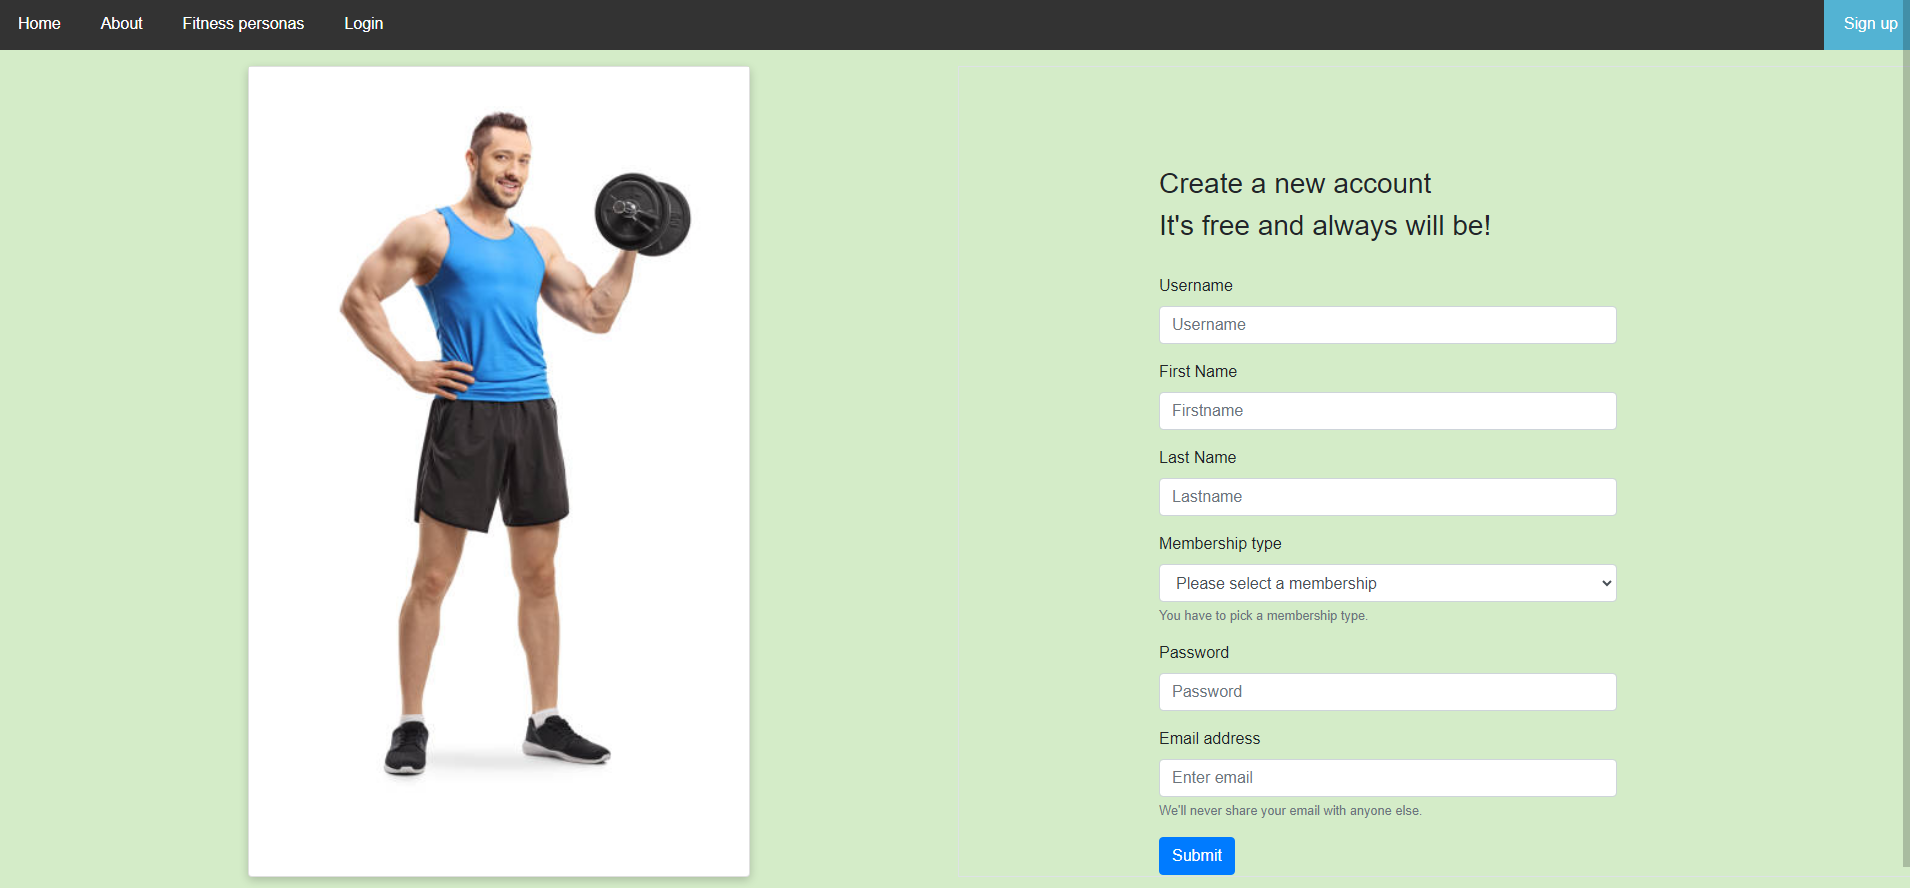 Home About Fitness personas Login Sign up
Create a new account
It's free and always will be!
Username
Username
First Name
Firstname
Last Name
Lastname
Membership type
Please select a membership
You have to pick a membership type.
Password
Password
Email address
Enter email
We'll never share your email with anyone else.
Submit